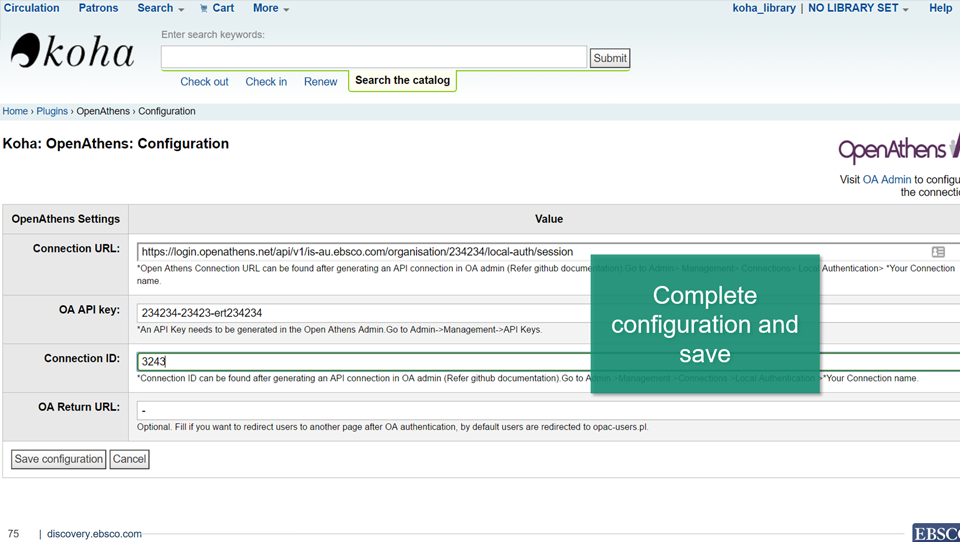 Circulation Patrons Search Cart More koha_library | NO LIBRARY SET Help
koha
Enter search keywords:
Submit
Check out Check in Renew Search the catalog
Home › Plugins › OpenAthens › Configuration
Koha: OpenAthens: Configuration
OpenAthens
Visit OA Admin to configu
the connectio
OpenAthens Settings Value
Connection URL: https://login.openathens.net/api/v1/is-au.ebsco.com/organisation/234234/local-auth/session
*Open Athens Connection URL can be found after generating an API connection in OA admin (Refer github documentation).Go to Admin> Management> Connections> Local Authentication> *Your Connection
name.
OA API key: 234234-23423-ert234234
*An API Key needs to be generated in the Open Athens Admin.Go to Admin->Management->API Keys.
Connection ID: 3243
*Connection ID can be found after generating an API connection in OA admin (Refer github documentation).Go to Admin >Management >Connections >Local Authentication >*Your Connection name.
OA Return URL: -
Optional. Fill if you want to redirect users to another page after OA authentication, by default users are redirected to opac-users.pl.
Complete
configuration and
save
Save configuration Cancel
75 | discovery.ebsco.com
EBSCO